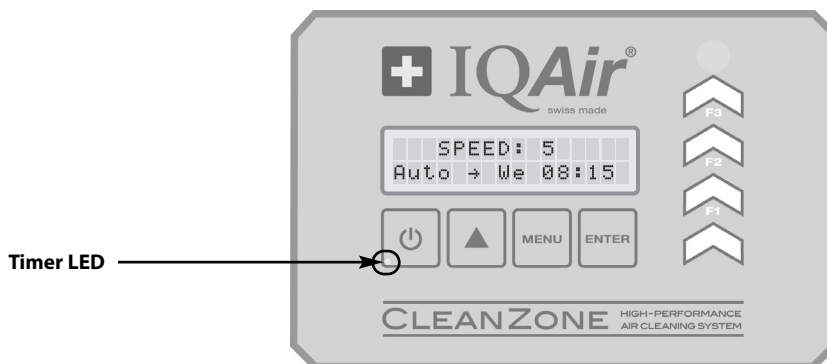 IQAir®
swiss made
SPEED: 5
Auto → We 08:15
MENU
ENTER
F3
F2
F1
Timer LED
CLEANZONE
HIGH-PERFORMANCE
AIR CLEANING SYSTEM